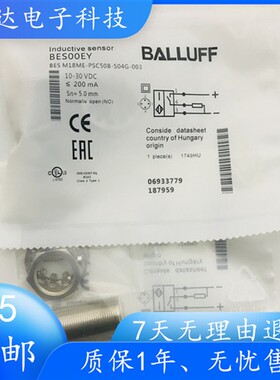 达电子科技
Inductive sensor
BES00EY
BES M18ME-PSC50B-S04G-003
10-30 VDC
≤ 200 mA
Sn= 5.0 mm
Normally open (NO)
BALLUFF
CE
EAC
Conside datasheet
country of Hungary
origin
1 piece(s) 1749HU
06933779
187959
5
邮
7天无理由退
质保1年、无忧售